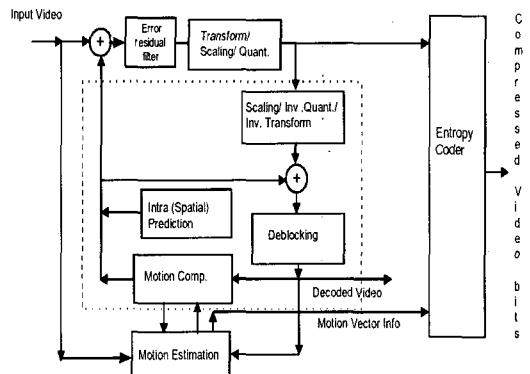 Input Video
+
Error
residual
filter
Transform/
Scaling/ Quant.
Scaling/ Inv .Quant./
Inv. Transform
+
Intra (Spatial)
Prediction
Deblocking
Motion Comp.
Decoded Video
Motion Vector Info
Motion Estimation
Entropy
Coder
Compressed Video bits